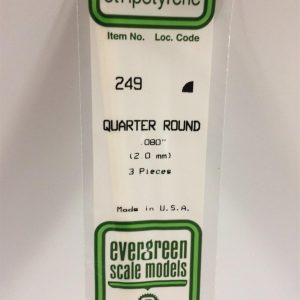 Item No. Loc. Code
249
QUARTER ROUND
.080"
(2.0 mm)
3 Pieces
Made in U.S.A.
evergreen
scale models